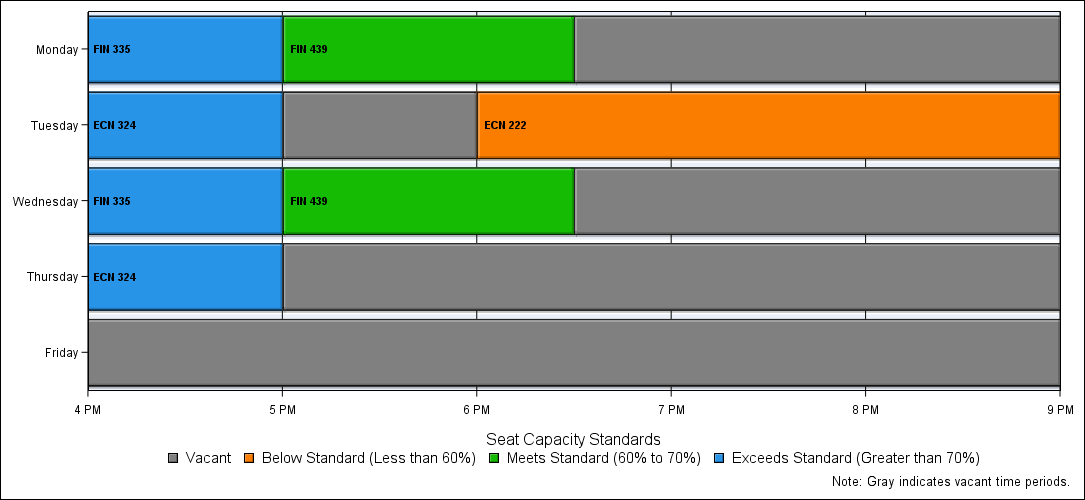 Monday
FIN 335
FIN 439
Tuesday
ECN 324
ECN 222
Wednesday
FIN 335
FIN 439
Thursday
ECN 324
Friday
4 PM 5 PM 6 PM 7 PM 8 PM 9 PM
Seat Capacity Standards
Vacant Below Standard (Less than 60%) Meets Standard (60% to 70%) Exceeds Standard (Greater than 70%)
Note: Gray indicates vacant time periods.